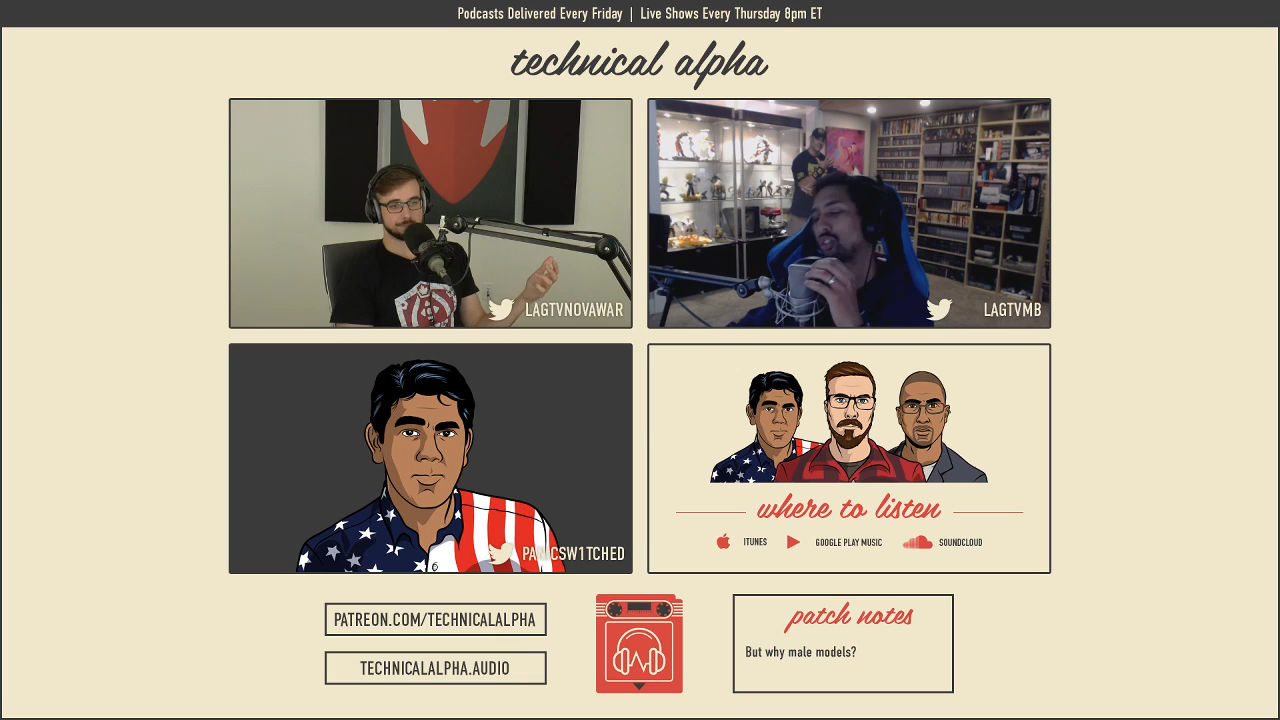 Podcasts Delivered Every Friday | Live Shows Every Thursday 8pm ET
technical alpha
LAGTVNOVAWAR
LAGTVMB
PANICSW1TCHED
where to listen
ITUNES
GOOGLE PLAY MUSIC
SOUNDCLOUD
PATREON.COM/TECHNICALALPHA
TECHNICALALPHA.AUDIO
patch notes
But why male models?